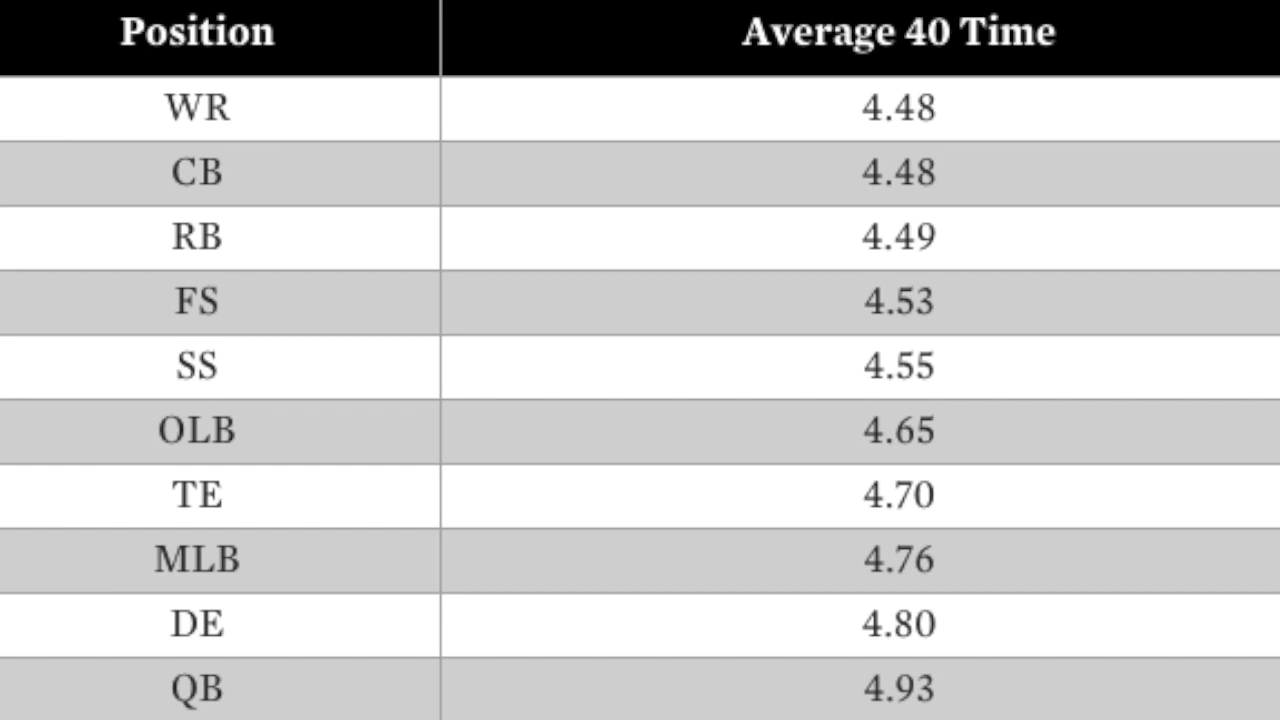 Position Average 40 Time
WR 4.48
CB 4.48
RB 4.49
FS 4.53
SS 4.55
OLB 4.65
TE 4.70
MLB 4.76
DE 4.80
QB 4.93